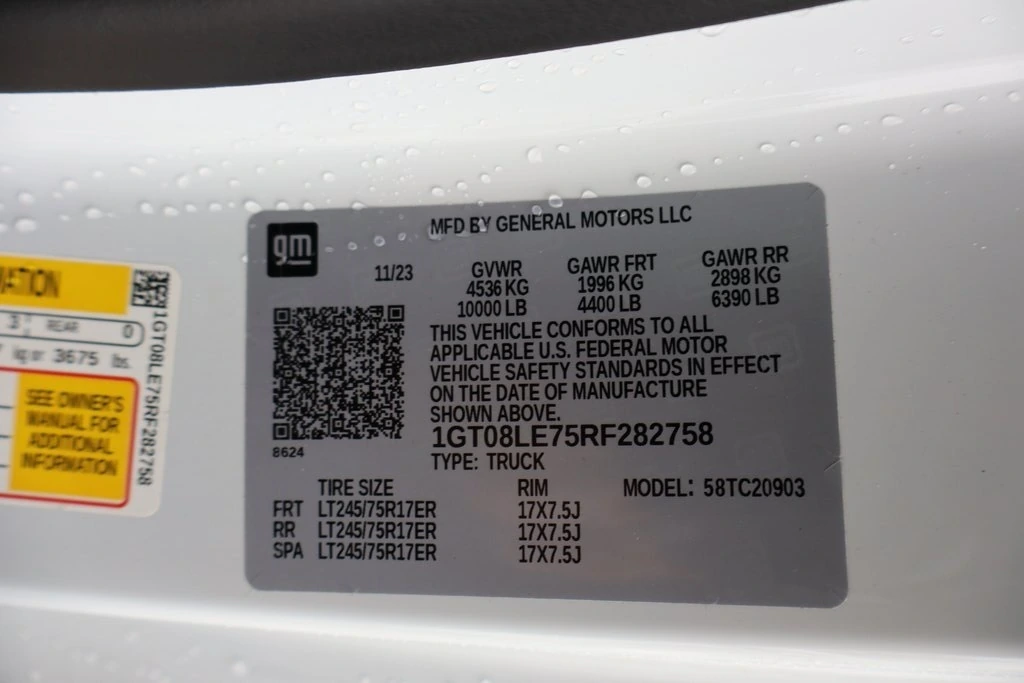 MATION
3 REAR 0
kg or 3675 lbs.
SEE OWNER'S
MANUAL FOR
ADDITIONAL
INFORMATION
1GT08LE75RF282758
gm
MFD BY GENERAL MOTORS LLC
11/23
GVWR
4536 KG
10000 LB
GAWR FRT
1996 KG
4400 LB
GAWR RR
2898 KG
6390 LB
THIS VEHICLE CONFORMS TO ALL
APPLICABLE U.S. FEDERAL MOTOR
VEHICLE SAFETY STANDARDS IN EFFECT
ON THE DATE OF MANUFACTURE
SHOWN ABOVE.
1GT08LE75RF282758
TYPE: TRUCK
8624
MODEL: 58TC20903
TIRE SIZE RIM
FRT LT245/75R17ER 17X7.5J
RR LT245/75R17ER 17X7.5J
SPA LT245/75R17ER 17X7.5J